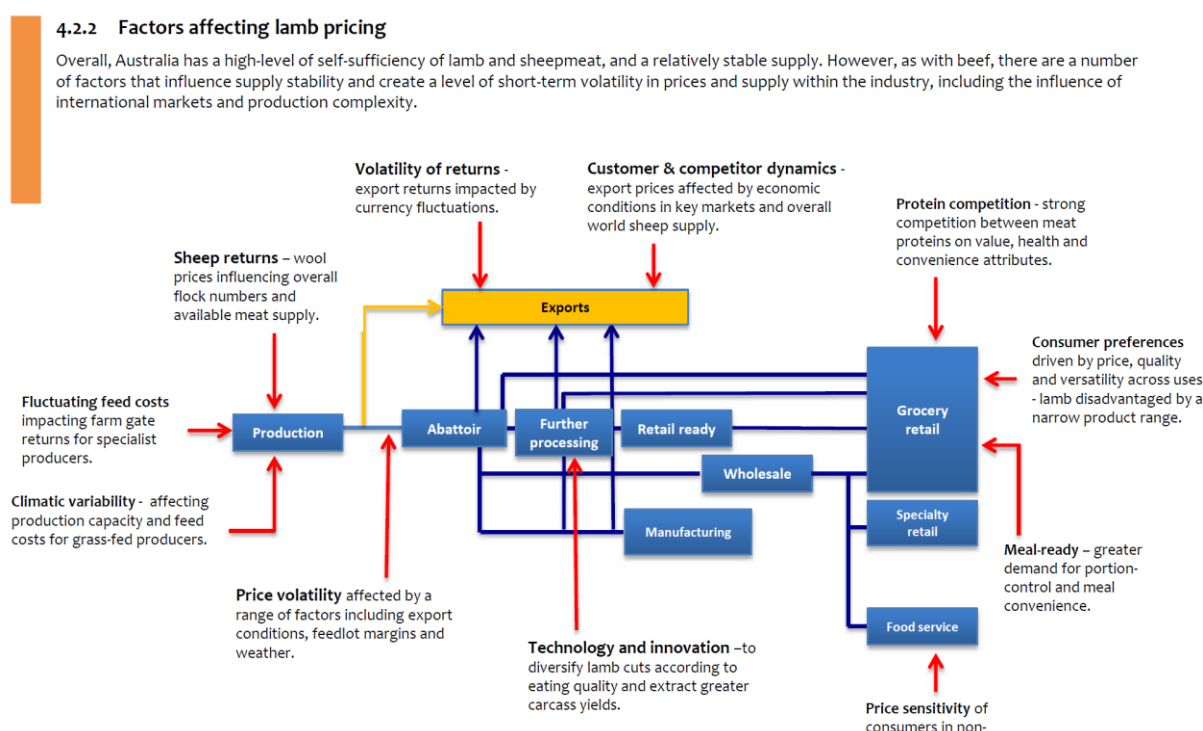 4.2.2 Factors affecting lamb pricing
Overall, Australia has a high-level of self-sufficiency of lamb and sheepmeat, and a relatively stable supply. However, as with beef, there are a number
of factors that influence supply stability and create a level of short-term volatility in prices and supply within the industry, including the influence of
international markets and production complexity.
Volatility of returns -
export returns impacted by
currency fluctuations.
Customer & competitor dynamics -
export prices affected by economic
conditions in key markets and overall
world sheep supply.
Protein competition - strong
competition between meat
proteins on value, health and
convenience attributes.
Sheep returns – wool
prices influencing overall
flock numbers and
available meat supply.
Exports
Consumer preferences
driven by price, quality
and versatility across uses
- lamb disadvantaged by a
narrow product range.
Fluctuating feed costs
impacting farm gate
returns for specialist
producers.
Production
Abattoir
Further
processing
Retail ready
Grocery
retail
Wholesale
Climatic variability - affecting
production capacity and feed
costs for grass-fed producers.
Manufacturing
Specialty
retail
Meal-ready – greater
demand for portion-
control and meal
convenience.
Price volatility affected by a
range of factors including export
conditions, feedlot margins and
weather.
Food service
Technology and innovation –to
diversify lamb cuts according to
eating quality and extract greater
carcass yields.
Price sensitivity of
consumers in non-